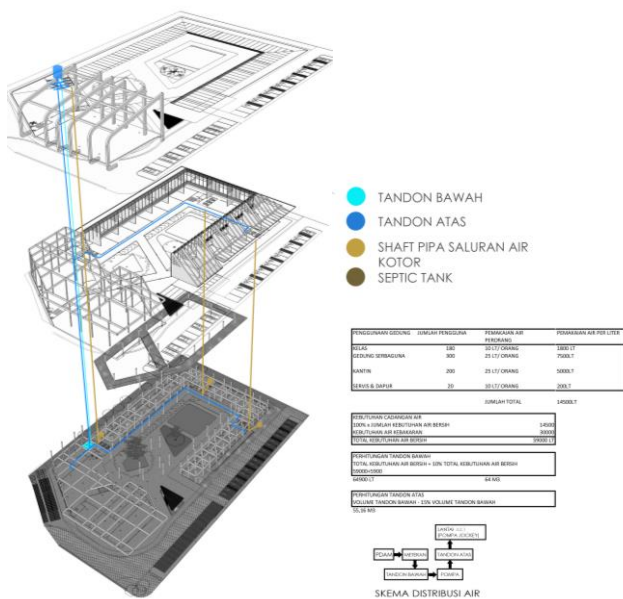 TANDON BAWAH
TANDON ATAS
SHAFT PIPA SALURAN AIR
KOTOR
SEPTIC TANK
PENGGUNAAN GEDUNG JUMLAH PENGGUNA PEMAKAIAN AIR PERORANG PEMAKAIAN AIR PER LITER
KELAS 180 10 LT/ ORANG 1800 LT
GEDUNG SERBAGUNA 300 25 LT/ ORANG 7500LT
KANTIN 200 25 LT/ ORANG 5000LT
SERVIS & DAPUR 20 10 LT/ ORANG 200LT
JUMLAH TOTAL 14500LT
KEBUTUHAN CADANGAN AIR
100% x JUMLAH KEBUTUHAN AIR BERSIH 14500
KEBUTUHAN AIR KEBAKARAN 30000
TOTAL KEBUTUHAN AIR BERSIH 59000 LT
PERHITUNGAN TANDON BAWAH
TOTAL KEBUTUHAN AIR BERSIH + 10% TOTAL KEBUTUHAN AIR BERSIH
59000+5900
64900 LT 64 M3
PERHITUNGAN TANDON ATAS
VOLUME TANDON BAWAH - 15% VOLUME TANDON BAWAH
55,16 M3
LANTAI
(POMPA JOCKEY)
PDAM METERAN TANDON ATAS
TANDON BAWAH POMPA
SKEMA DISTRIBUSI AIR